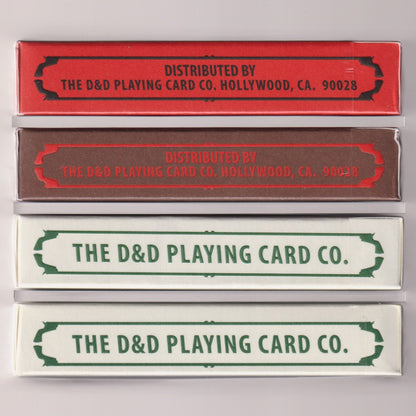 DISTRIBUTED BY
THE D&D PLAYING CARD CO. HOLLYWOOD, CA. 90028
DISTRIBUTED BY
THE D&D PLAYING CARD CO. HOLLYWOOD, CA. 90028
THE D&D PLAYING CARD CO.
THE D&D PLAYING CARD CO.